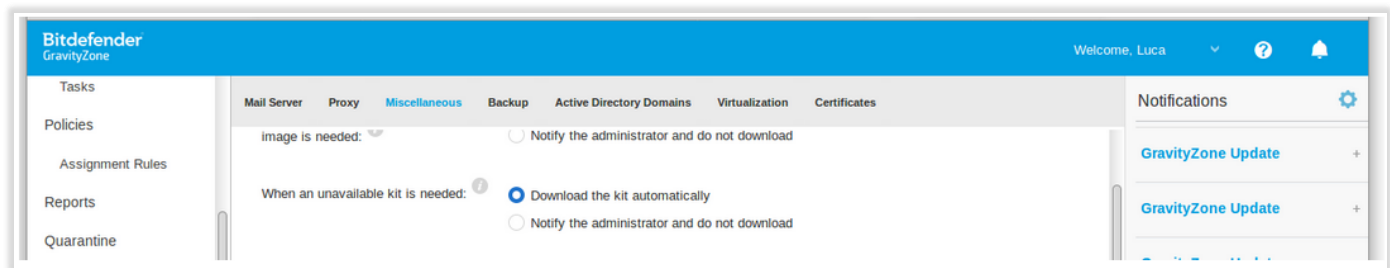 Bitdefender
GravityZone
Welcome, Luca
Tasks
Policies
Assignment Rules
Reports
Quarantine
Mail Server Proxy Miscellaneous Backup Active Directory Domains Virtualization Certificates
image is needed:
Notify the administrator and do not download
When an unavailable kit is needed:
Download the kit automatically
Notify the administrator and do not download
Notifications
GravityZone Update
GravityZone Update